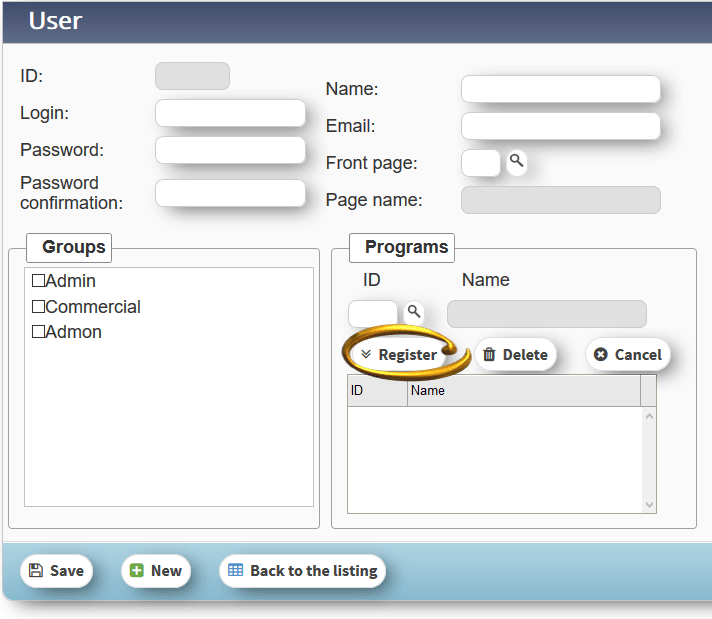 User
ID:
Login:
Password:
Password
confirmation:
Name:
Email:
Front page:
Page name:
Groups
Admin
Commercial
Admon
Programs
ID Name
Register Delete Cancel
ID Name
Save New Back to the listing